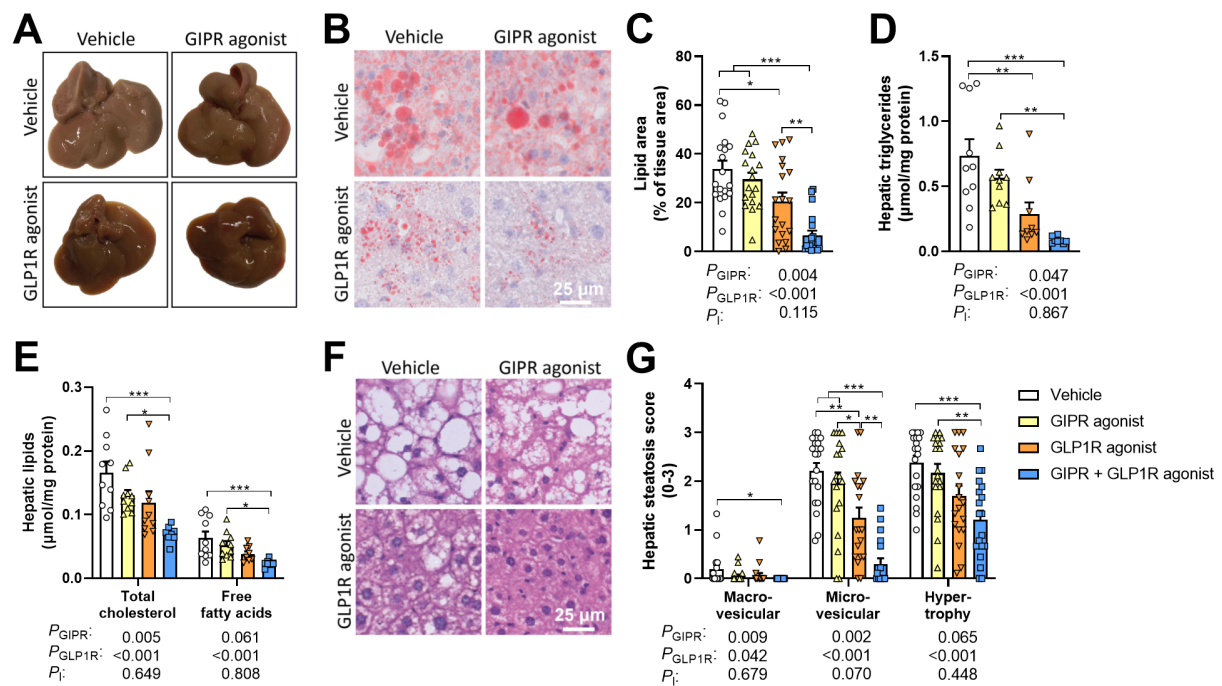 A
Vehicle
GIPR agonist
Vehicle
GLP1R agonist
B
Vehicle
GIPR agonist
Vehicle
GLP1R agonist
25 µm
C
Lipid area
(% of tissue area)
80
60
40
20
0
***
*
**
PGIPR: 0.004
PGLP1R: <0.001
PI: 0.115
D
Hepatic triglycerides
(µmol/mg protein)
1.5
1.0
0.5
0.0
***
**
**
PGIPR: 0.047
PGLP1R: <0.001
PI: 0.867
E
Hepatic lipids
(µmol/mg protein)
0.3
0.2
0.1
0.0
***
*
***
*
Total
cholesterol
Free
fatty acids
PGIPR: 0.005 0.061
PGLP1R: <0.001 <0.001
PI: 0.649 0.808
F
Vehicle
GIPR agonist
Vehicle
GLP1R agonist
25 µm
G
Hepatic steatosis score
(0-3)
4
3
2
1
0
*
***
**
*
**
***
**
Macro-
vesicular
Micro-
vesicular
Hyper-
trophy
PGIPR: 0.009 0.002 0.065
PGLP1R: 0.042 <0.001 <0.001
PI: 0.679 0.070 0.448
Vehicle
GIPR agonist
GLP1R agonist
GIPR + GLP1R agonist